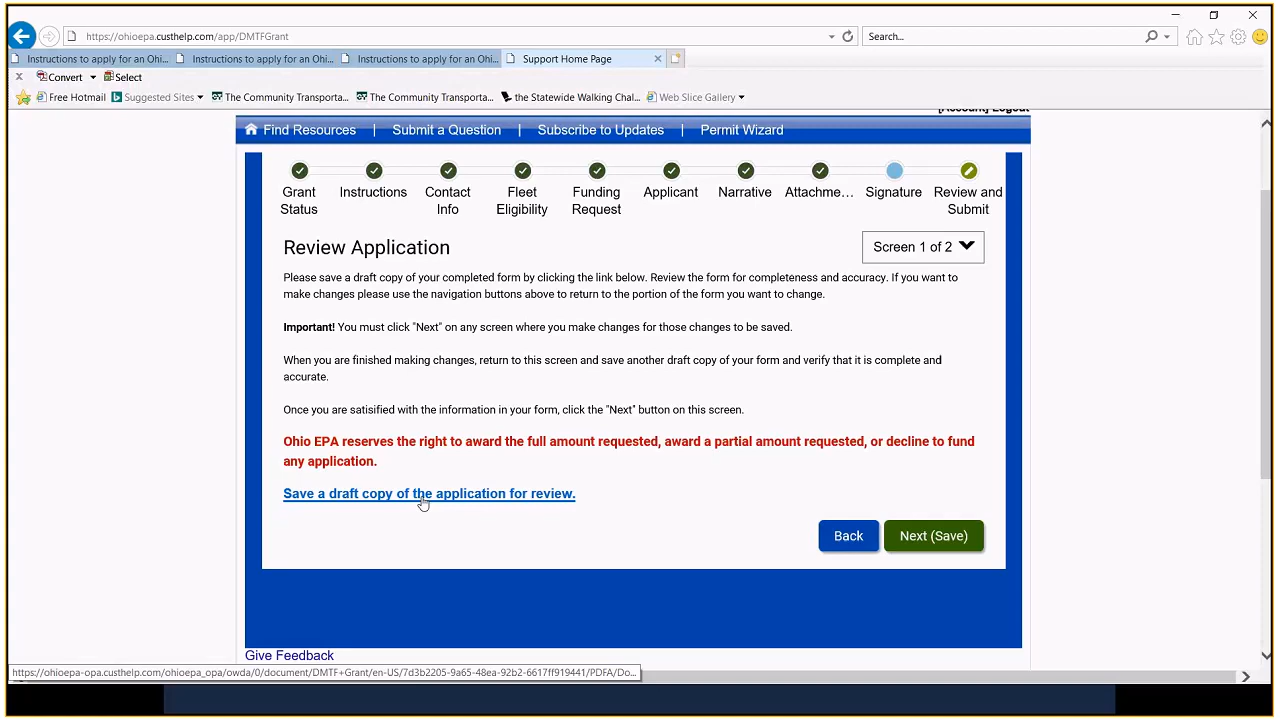 https://ohioepa.custhelp.com/app/DMTFGrant
Search...
Instructions to apply for an Ohi...
Instructions to apply for an Ohi...
Instructions to apply for an Ohi...
Support Home Page
Convert
Select
Free Hotmail
Suggested Sites
The Community Transporta...
The Community Transporta...
the Statewide Walking Chal...
Web Slice Gallery
[Account] Logout
Find Resources | Submit a Question | Subscribe to Updates | Permit Wizard
Grant Status
Instructions
Contact Info
Fleet Eligibility
Funding Request
Applicant
Narrative
Attachme...
Signature
Review and Submit
Review Application
Screen 1 of 2
Please save a draft copy of your completed form by clicking the link below. Review the form for completeness and accuracy. If you want to
make changes please use the navigation buttons above to return to the portion of the form you want to change.
Important! You must click "Next" on any screen where you make changes for those changes to be saved.
When you are finished making changes, return to this screen and save another draft copy of your form and verify that it is complete and
accurate.
Once you are satisified with the information in your form, click the "Next" button on this screen.
Ohio EPA reserves the right to award the full amount requested, award a partial amount requested, or decline to fund
any application.
Save a draft copy of the application for review.
Back
Next (Save)
Give Feedback
https://ohioepa-opa.custhelp.com/ohioepa_opa/owda/0/document/DMTF+Grant/en-US/7d3b2205-9a65-48ea-92b2-6617ff919441/PDFA/Do...